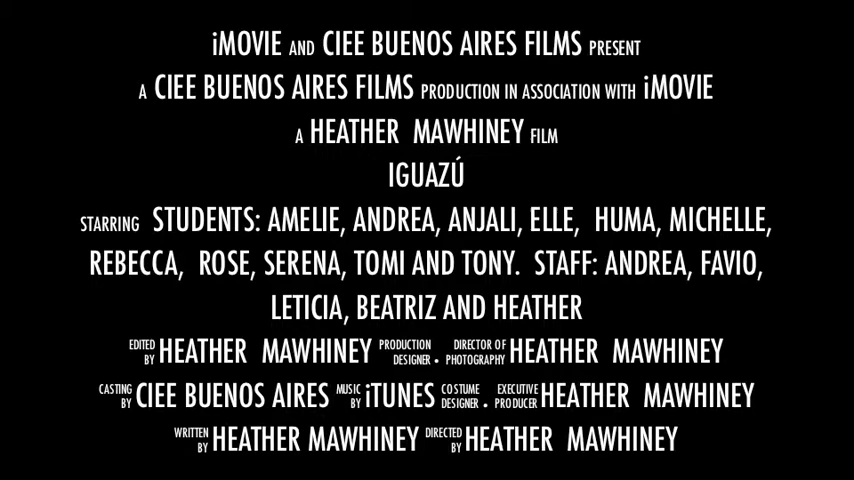 iMOVIE AND CIEE BUENOS AIRES FILMS PRESENT
A CIEE BUENOS AIRES FILMS PRODUCTION IN ASSOCIATION WITH iMOVIE
A HEATHER MAWHINEY FILM
IGUAZÚ
STARRING STUDENTS: AMELIE, ANDREA, ANJALI, ELLE, HUMA, MICHELLE,
REBECCA, ROSE, SERENA, TOMI AND TONY. STAFF: ANDREA, FAVIO,
LETICIA, BEATRIZ AND HEATHER
EDITED BY HEATHER MAWHINEY PRODUCTION DESIGNER . DIRECTOR OF PHOTOGRAPHY HEATHER MAWHINEY
CASTING BY CIEE BUENOS AIRES MUSIC BY iTUNES COSTUME DESIGNER . EXECUTIVE PRODUCER HEATHER MAWHINEY
WRITTEN BY HEATHER MAWHINEY DIRECTED BY HEATHER MAWHINEY